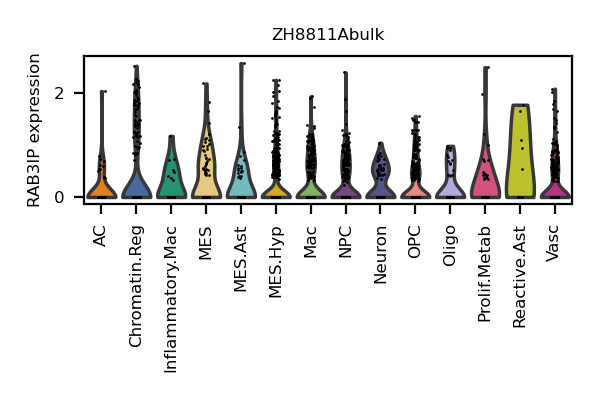 ZH8811Abulk
RAB3IP expression
2
0
AC
Chromatin.Reg
Inflammatory.Mac
MES
MES.Ast
MES.Hyp
Mac
NPC
Neuron
OPC
Oligo
Prolif.Metab
Reactive.Ast
Vasc